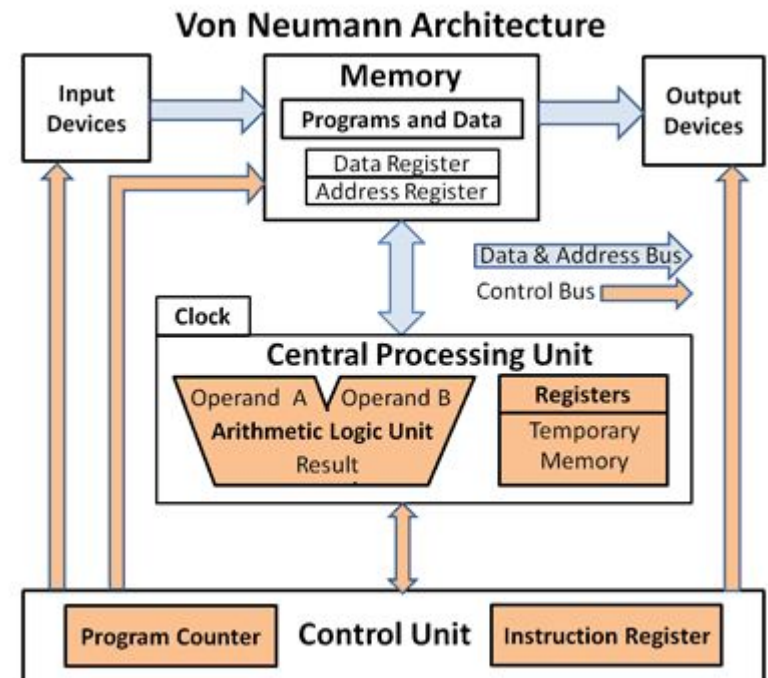 Von Neumann Architecture
Input
Devices
Memory
Programs and Data
Data Register
Address Register
Output
Devices
Data & Address Bus
Control Bus
Clock
Central Processing Unit
Operand A
Operand B
Arithmetic Logic Unit
Result
Registers
Temporary
Memory
Program Counter
Control Unit
Instruction Register